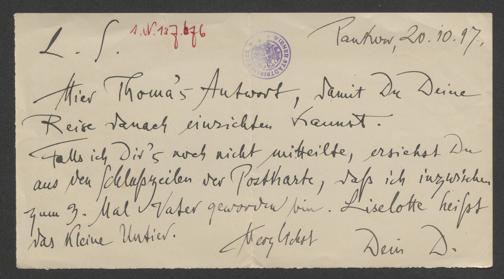 I.N. 127.676
Pankow, 20.10.97.
L. S.
Hier Thoma's Antwort, damit Du Deine
Reise danach einrichten kannst.
Falls ich Dir's noch nicht mitteilte, ersiehst Du
aus den Schlußzeilen der Postkarte, daß ich inzwischen
zum 3. Mal Vater geworden bin. Liselotte heißt
das kleine Untier.
Herzlichst
Dein D.